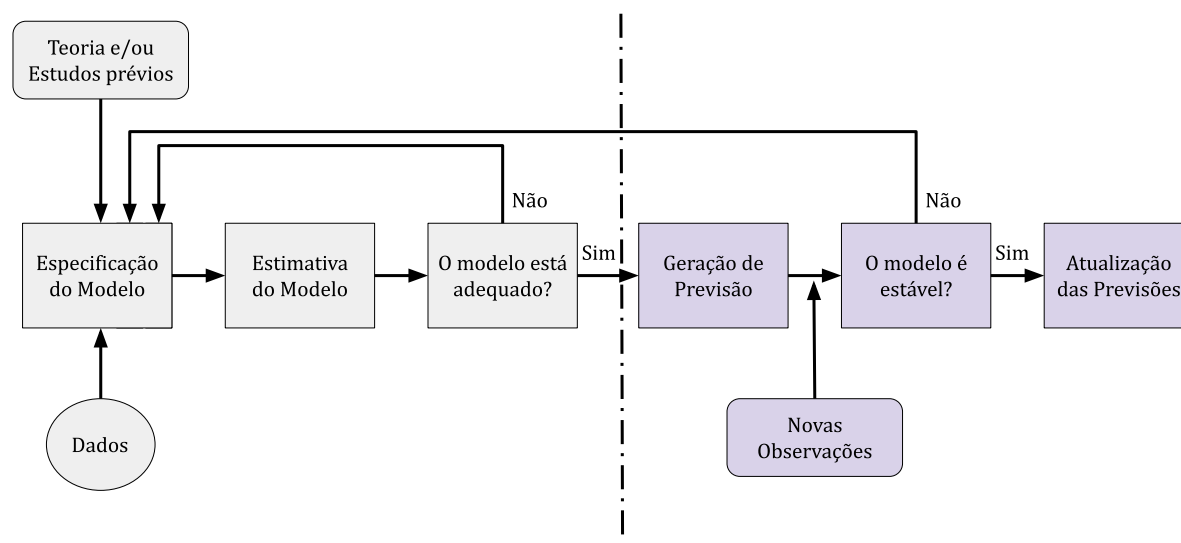 Teoria e/ou
Estudos prévios
Não
Não
Especificação
do Modelo
Estimativa
do Modelo
O modelo está
adequado?
Sim
Geração de
Previsão
O modelo é
estável?
Sim
Atualização
das Previsões
Dados
Novas
Observações